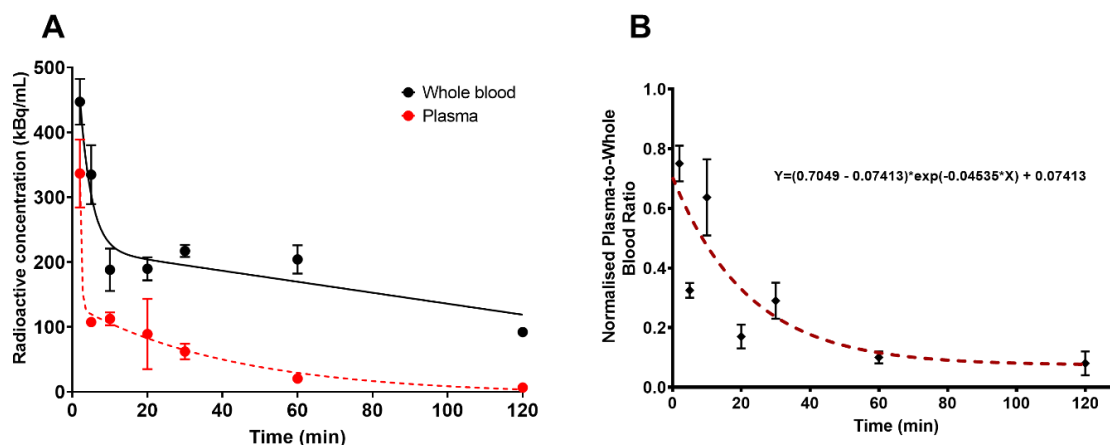 A
Radioactive concentration (kBq/mL)
500
400
300
200
100
0
0 20 40 60 80 100 120
Time (min)
Whole blood
Plasma
B
Normalised Plasma-to-Whole
Blood Ratio
1.0
0.8
0.6
0.4
0.2
0.0
0 20 40 60 80 100 120
Time (min)
Y=(0.7049 - 0.07413)*exp(-0.04535*X) + 0.07413